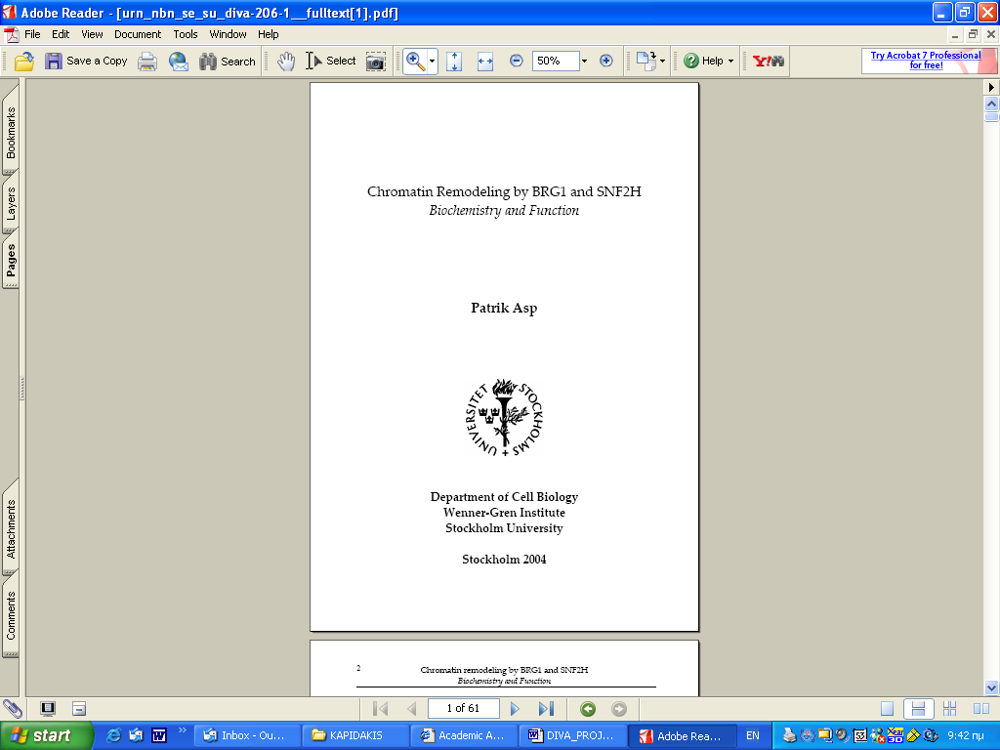 Adobe Reader - [urn_nbn_se_su_diva-206-1__fulltext[1].pdf]
File Edit View Document Tools Window Help
Save a Copy Search Select 50% Help Y! Try Acrobat 7 Professional for free!
Bookmarks
Layers
Pages
Attachments
Comments
Chromatin Remodeling by BRG1 and SNF2H
Biochemistry and Function
Patrik Asp
STOCKHOLMS UNIVERSITET
Department of Cell Biology
Wenner-Gren Institute
Stockholm University
Stockholm 2004
2 Chromatin remodeling by BRG1 and SNF2H
Biochemistry and Function
1 of 61
start Inbox - Ou... KAPIDAKIS Academic A... DIVA_PROJ... Adobe Rea... EN 9:42 πμ